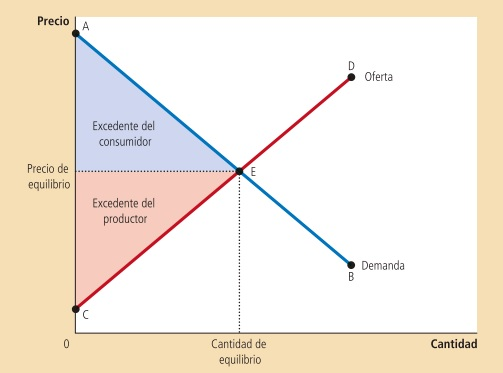 Precio
A
D
Oferta
Excedente del
consumidor
Precio de
equilibrio
E
Excedente del
productor
Demanda
B
C
0
Cantidad de
equilibrio
Cantidad